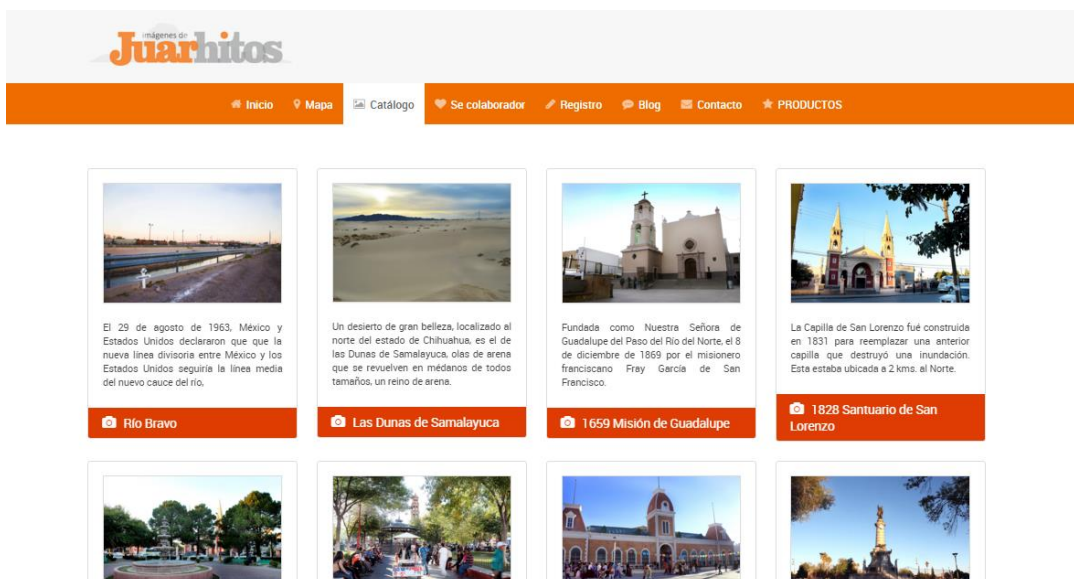 imágenes de
Juarhitos
Inicio
Mapa
Catálogo
Se colaborador
Registro
Blog
Contacto
PRODUCTOS
El 29 de agosto de 1963, México y
Estados Unidos declararon que que la
nueva línea divisoria entre México y los
Estados Unidos seguiría la línea media
del nuevo cauce del río,
Río Bravo
Un desierto de gran belleza, localizado al
norte del estado de Chihuahua, es el de
las Dunas de Samalayuca, olas de arena
que se revuelven en médanos de todos
tamaños, un reino de arena.
Las Dunas de Samalayuca
Fundada como Nuestra Señora de
Guadalupe del Paso del Río del Norte, el 8
de diciembre de 1869 por el misionero
franciscano Fray García de San
Francisco.
1659 Misión de Guadalupe
La Capilla de San Lorenzo fué construida
en 1831 para reemplazar una anterior
capilla que destruyó una inundación.
Esta estaba ubicada a 2 kms. al Norte.
1828 Santuario de San
Lorenzo